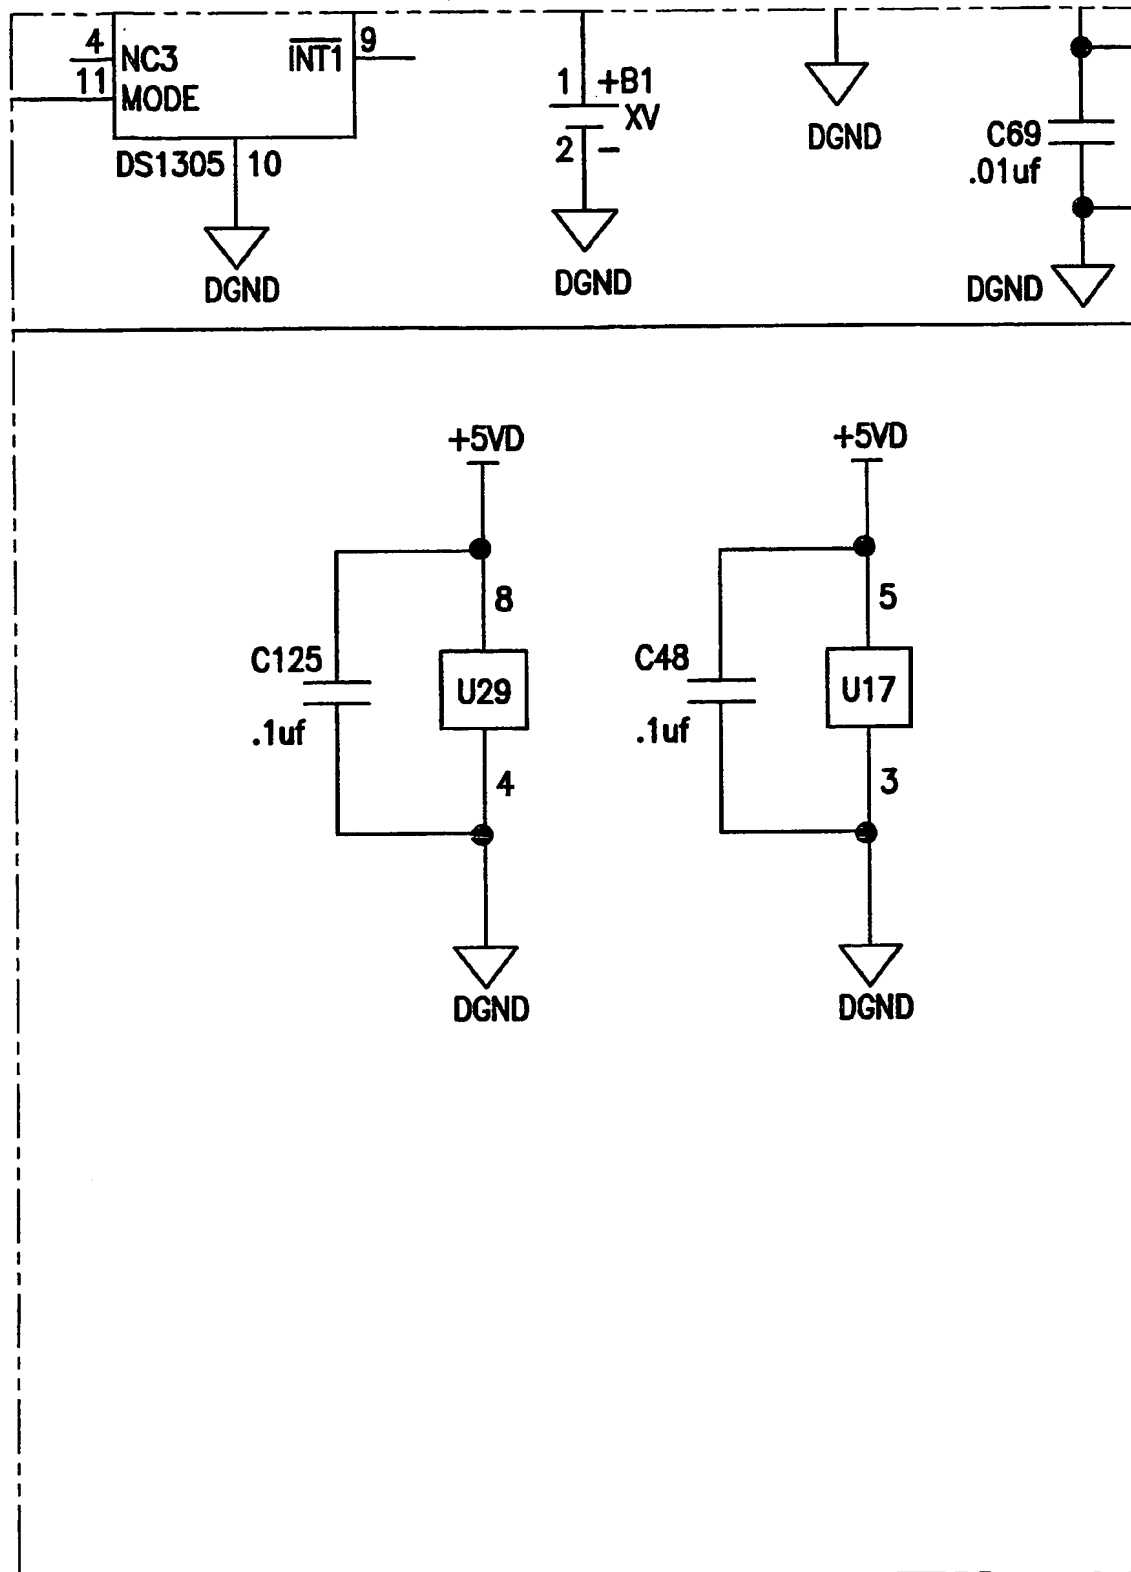 4
NC3
INT1
9
11
MODE
DS1305
10
DGND
1
+B1
XV
2
-
DGND
DGND
C69
.01uf
DGND
+5VD
8
C125
U29
.1uf
4
DGND
+5VD
5
C48
U17
.1uf
3
DGND